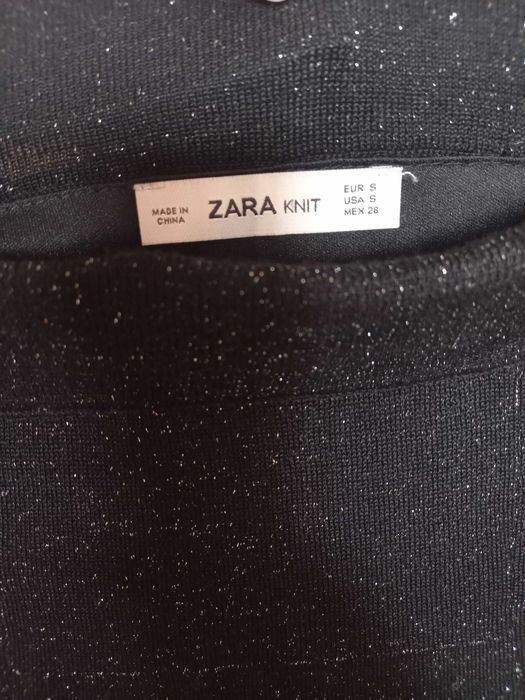 MADE IN
CHINA
ZARA KNIT
EUR S
USA S
MEX 26